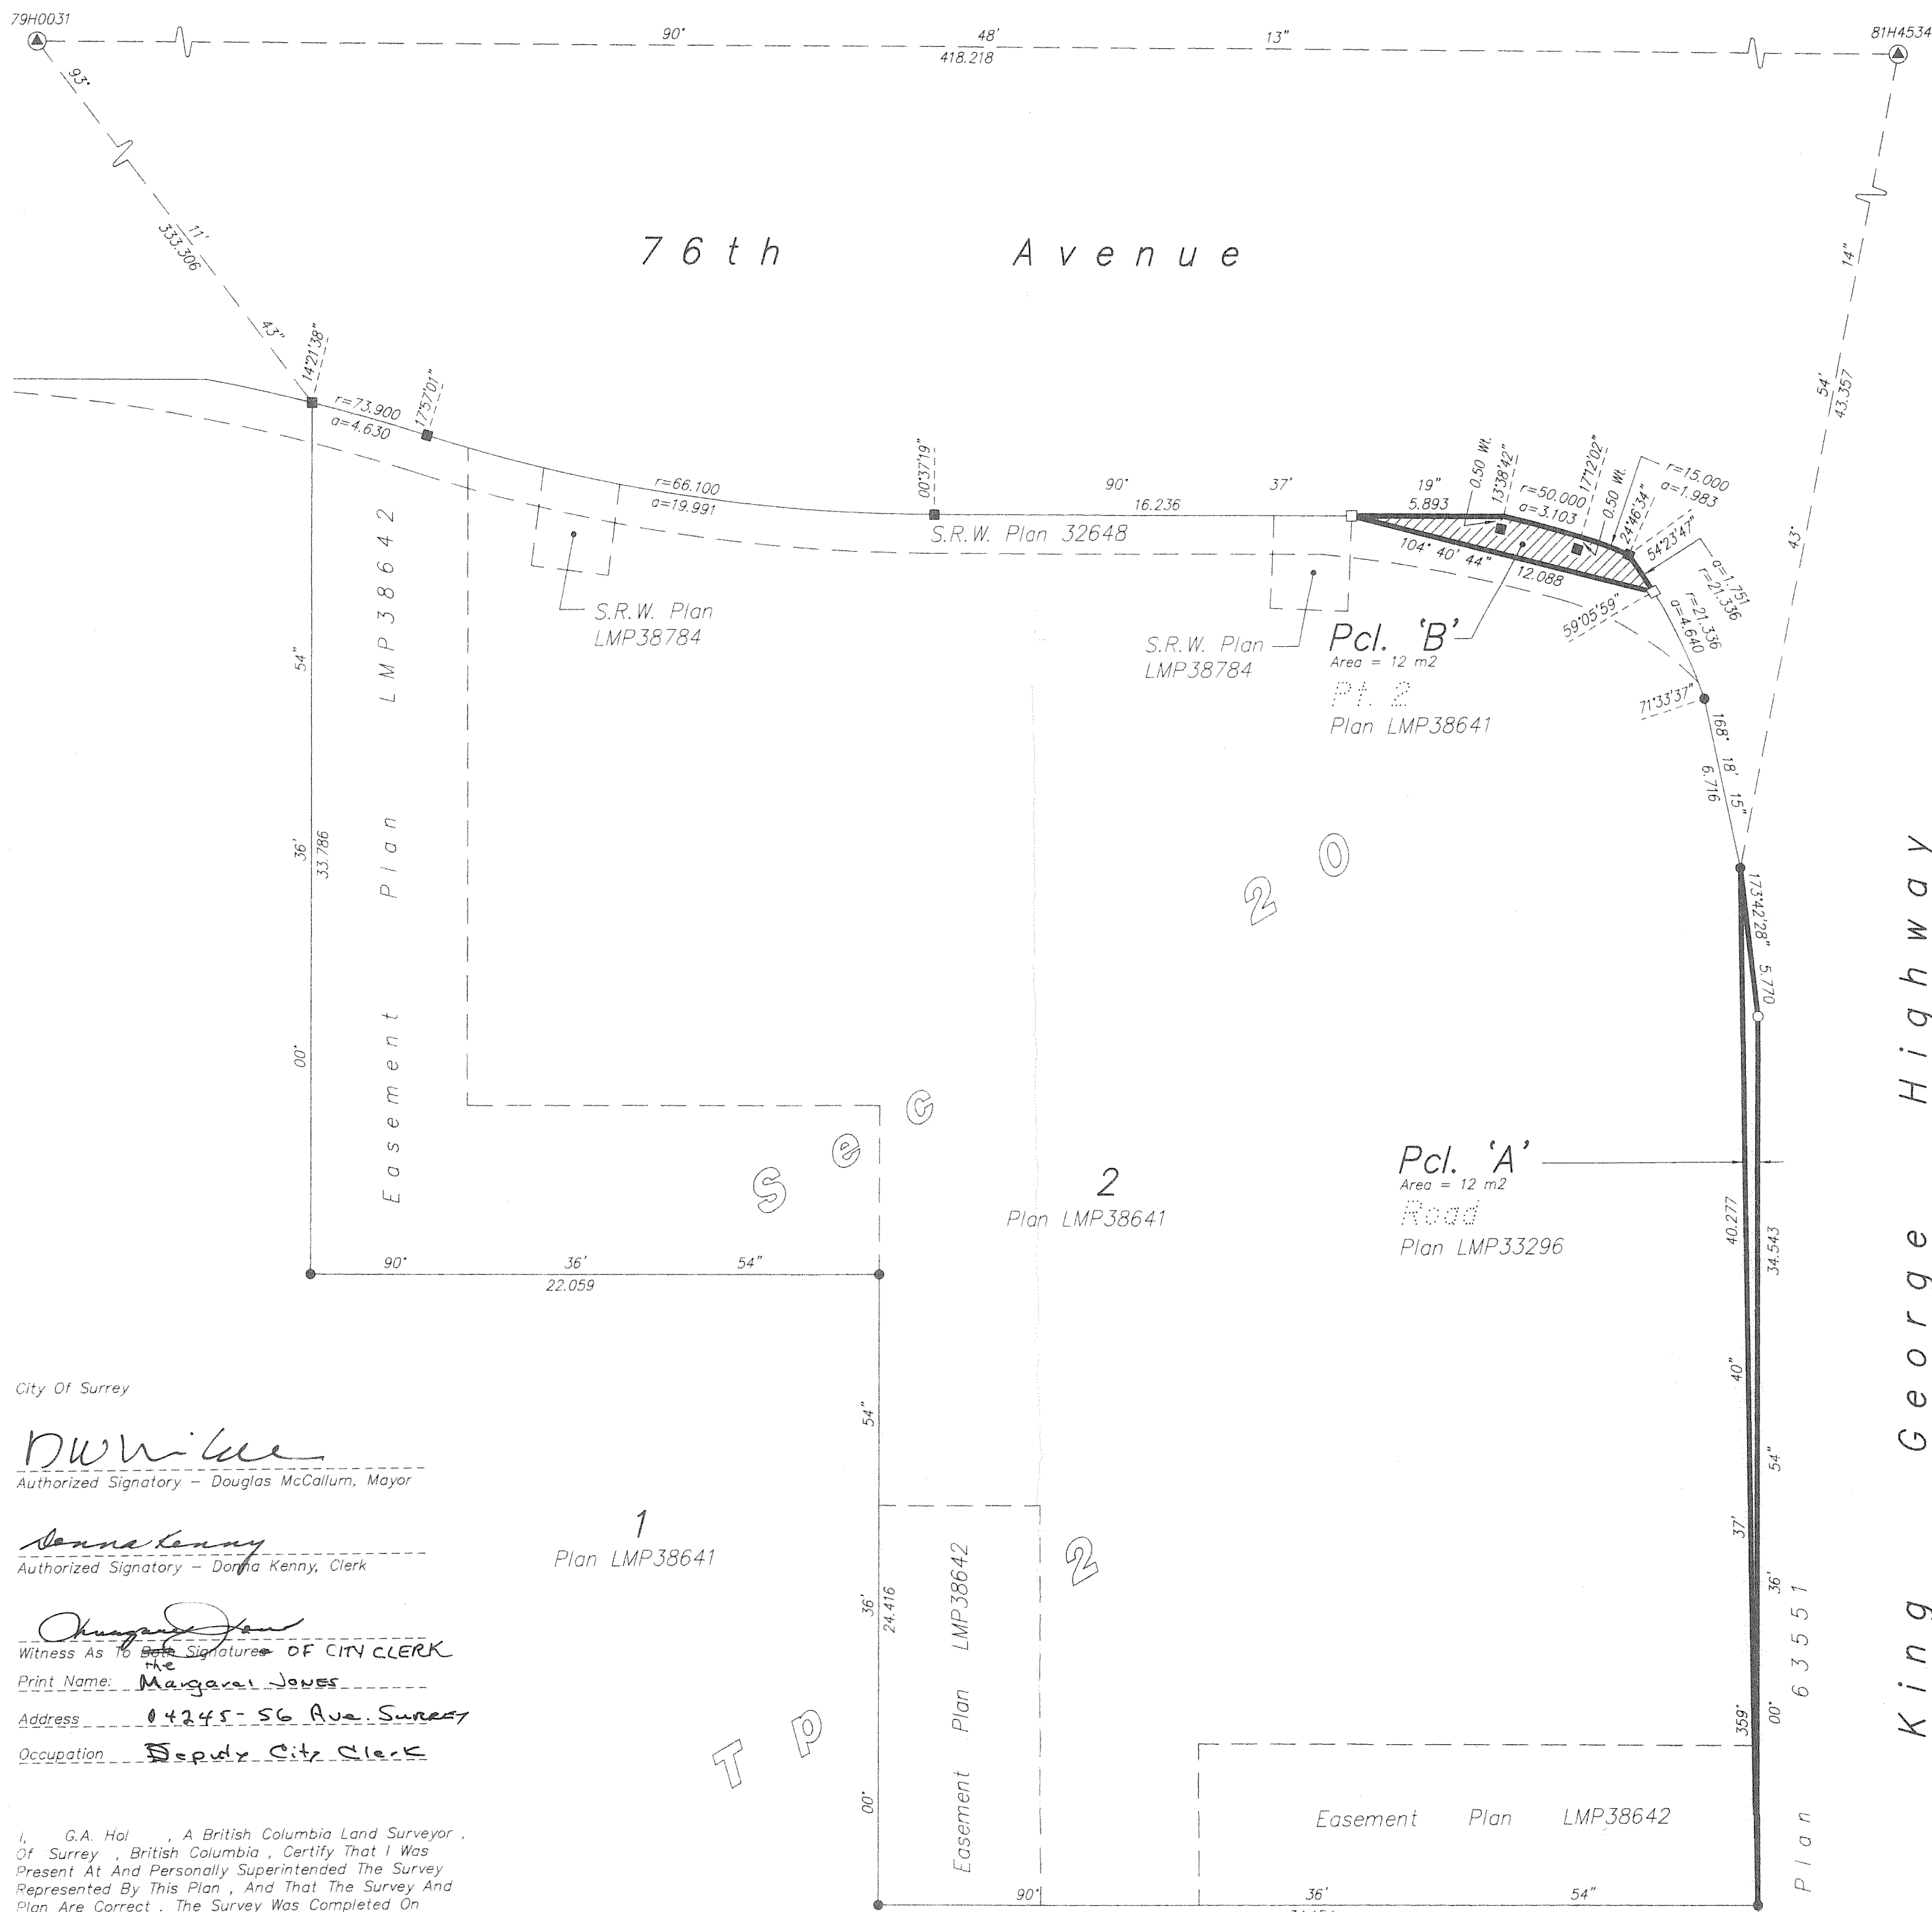 79H0031
81H4534
90° 48' 13"
418.218
93° 11' 43"
333.306
14" 54' 43°
43.357
76th Avenue
14°21'38"
r=73.900
a=4.630
17°57'01"
r=66.100
a=19.991
00°37'19"
90° 37' 19"
16.236
5.893
0.50 Wt.
13°38'42"
r=50.000
a=3.103
17°12'02"
0.50 Wt.
24°46'34"
r=15.000
a=1.983
54°23'47"
a=1.751
r=21.336
r=21.336
a=4.640
59°05'59"
104° 40' 44"
12.088
S.R.W. Plan 32648
S.R.W. Plan
LMP38784
S.R.W. Plan
LMP38784
Pcl. 'B'
Area = 12 m2
Pt. 2
Plan LMP38641
71°33'37"
168° 18' 15"
6.716
173°42'28" 5.770
Easement Plan LMP38642
00° 36' 54"
33.786
Sec 20
2
Plan LMP38641
Pcl. 'A'
Area = 12 m2
Road
Plan LMP33296
40.277
359° 37' 40"
34.543
00° 36' 54"
King George Highway
Plan 63551
90° 36' 54"
22.059
00° 36' 54"
24.416
1
Plan LMP38641
Tp 2
Easement Plan LMP38642
Easement Plan LMP38642
90° 36' 54"
City Of Surrey
Authorized Signatory – Douglas McCallum, Mayor
Donna Kenny
Authorized Signatory – Donna Kenny, Clerk
Witness As To Both Signatures OF CITY CLERK
the
Print Name: Margaret JONES
Address 14245-56 Ave. SURREY
Occupation Deputy City Clerk
I, G.A. Hol , A British Columbia Land Surveyor ,
Of Surrey , British Columbia , Certify That I Was
Present At And Personally Superintended The Survey
Represented By This Plan , And That The Survey And
Plan Are Correct . The Survey Was Completed On